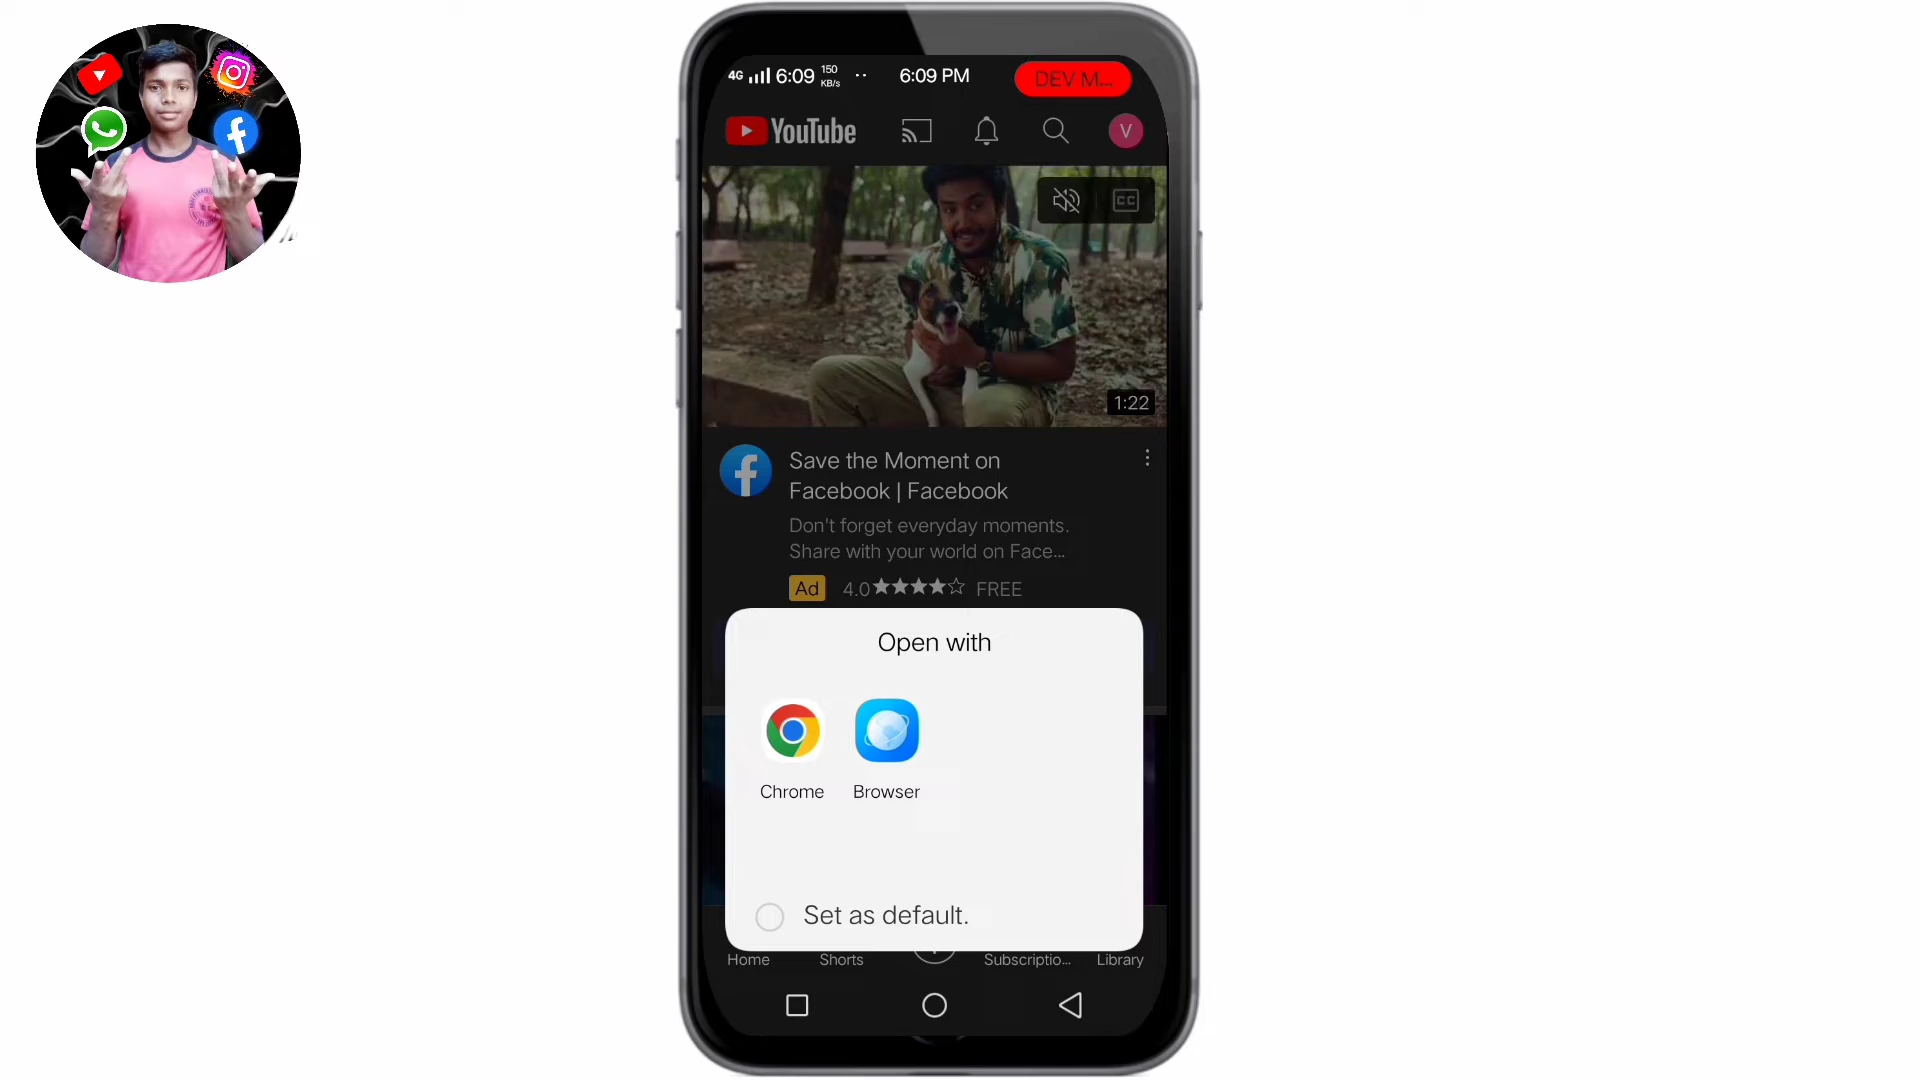 4G 6:09 150 KB/s 6:09 PM DEV M...
YouTube
V
CC
1:22
Save the Moment on
Facebook | Facebook
Don't forget everyday moments.
Share with your world on Face...
Ad 4.0 FREE
Open with
Chrome Browser
Set as default.
Home Shorts Subscriptio... Library